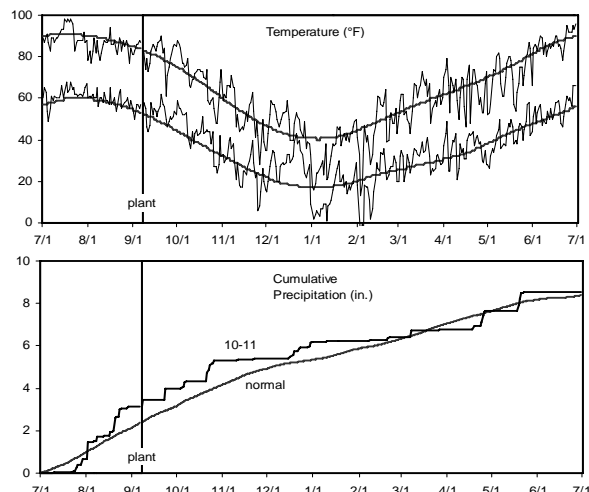 100
Temperature (°F)
80
60
40
20
plant
0
7/1 8/1 9/1 10/1 11/1 12/1 1/1 2/1 3/1 4/1 5/1 6/1 7/1
10
Cumulative
Precipitation (in.)
8
6
10-11
normal
4
2
plant
0
7/1 8/1 9/1 10/1 11/1 12/1 1/1 2/1 3/1 4/1 5/1 6/1 7/1